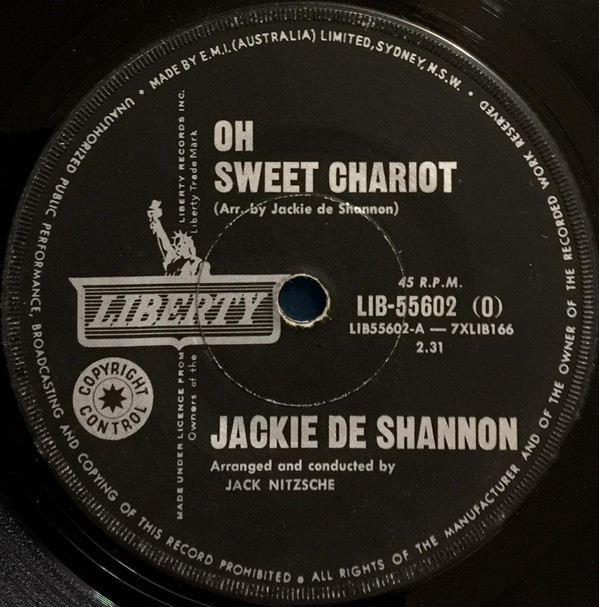 • MADE BY E.M.I. (AUSTRALIA) LIMITED, SYDNEY, N.S.W. •
UNAUTHORIZED PUBLIC PERFORMANCE, BROADCASTING AND COPYING OF THIS RECORD PROHIBITED • ALL RIGHTS OF THE MANUFACTURER AND OF THE OWNER OF THE RECORDED WORK RESERVED
OH
SWEET CHARIOT
(Arr. by Jackie de Shannon)
MADE UNDER LICENCE FROM LIBERTY RECORDS INC.
Owners of the Liberty Trade Mark
LIBERTY
45 R.P.M.
LIB-55602 (O)
LIB55602-A — 7XLIB166
2.31
COPYRIGHT
CONTROL
JACKIE DE SHANNON
Arranged and conducted by
JACK NITZSCHE